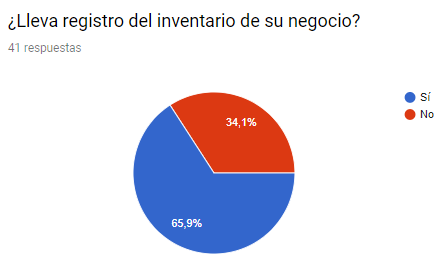 ¿Lleva registro del inventario de su negocio?
41 respuestas
Sí
No
34,1%
65,9%